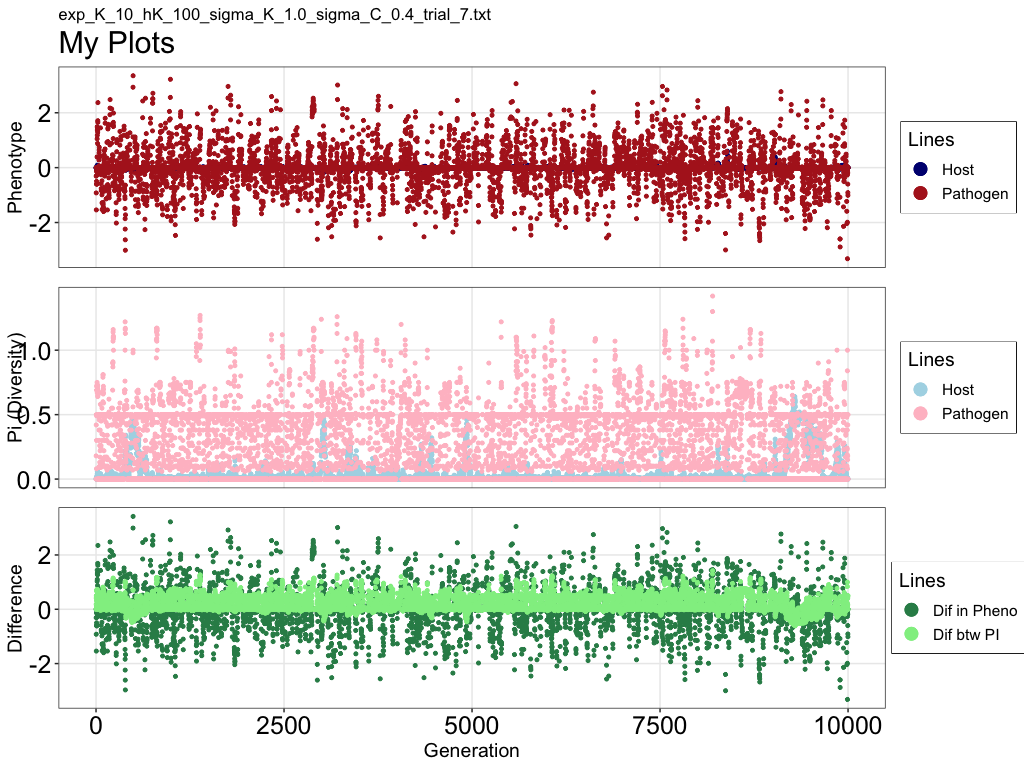 exp_K_10_hK_100_sigma_K_1.0_sigma_C_0.4_trial_7.txt
My Plots
Phenotype
2
0
-2
Lines
Host
Pathogen
Pi (Diversity)
1.0
0.5
0.0
Lines
Host
Pathogen
Difference
2
0
-2
Lines
Dif in Pheno
Dif btw PI
0 2500 5000 7500 10000
Generation